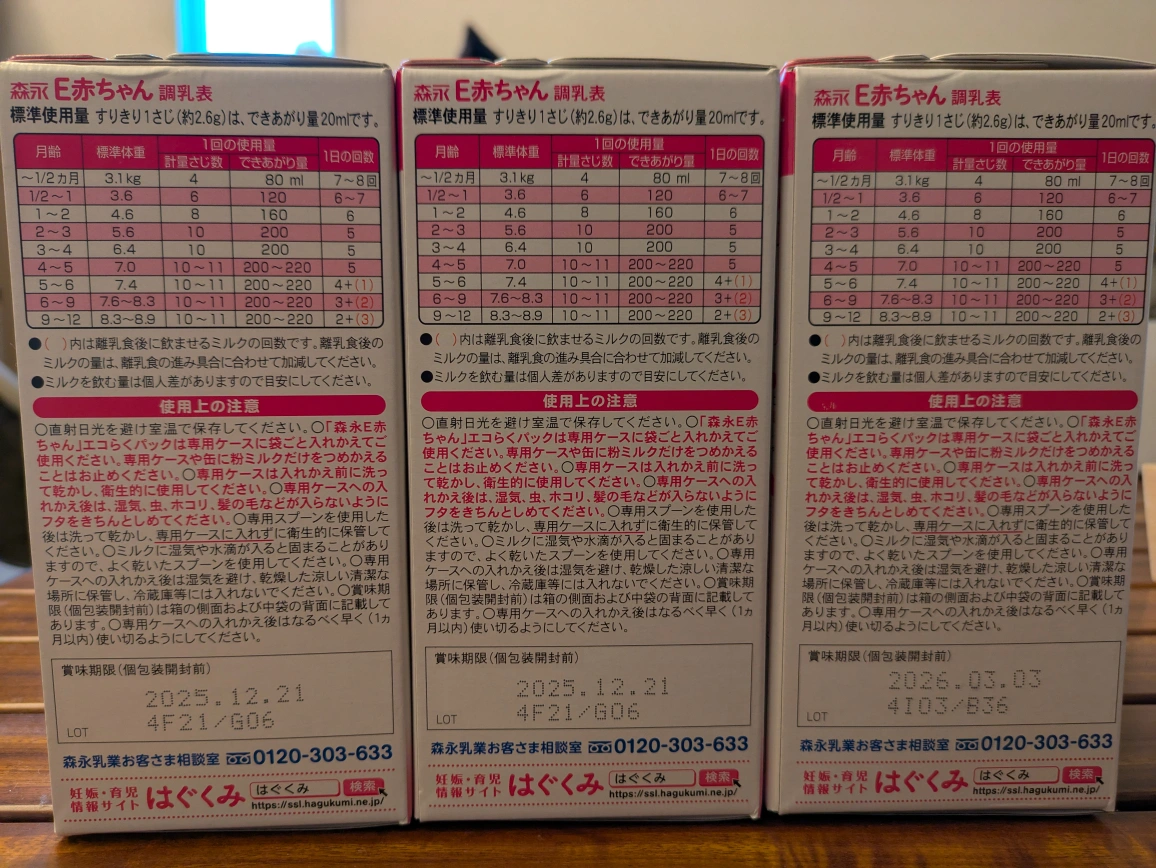 森永 E赤ちゃん 調乳表
標準使用量 すりきり1さじ(約2.6g)は、できあがり量20mlです。
月齢 標準体重 1回の使用量 1日の回数
計量さじ数 できあがり量
～1/2カ月 3.1kg 4 80 ml 7～8回
1/2～1 3.6 6 120 6～7
1～2 4.6 8 160 6
2～3 5.6 10 200 5
3～4 6.4 10 200 5
4～5 7.0 10～11 200～220 5
5～6 7.4 10～11 200～220 4+(1)
6～9 7.6～8.3 10～11 200～220 3+(2)
9～12 8.3～8.9 10～11 200～220 2+(3)
●( )内は離乳食後に飲ませるミルクの回数です。離乳食後の
ミルクの量は、離乳食の進み具合に合わせて加減してください。
●ミルクを飲む量は個人差がありますので目安にしてください。
使用上の注意
○直射日光を避け室温で保存してください。○「森永E赤
ちゃん」エコらくパックは専用ケースに袋ごと入れかえてご
使用ください。専用ケースや缶に粉ミルクだけをつめかえる
ことはお止めください。○専用ケースは入れかえ前に洗っ
て乾かし、衛生的に使用してください。○専用ケースへの入
れかえ後は、湿気、虫、ホコリ、髪の毛などが入らないように
フタをきちんとしめてください。○専用スプーンを使用した
後は洗って乾かし、専用ケースに入れずに衛生的に保管して
ください。○ミルクに湿気や水滴が入ると固まることがあり
ますので、よく乾いたスプーンを使用してください。○専用
ケースへの入れかえ後は湿気を避け、乾燥した涼しい清潔な
場所に保管し、冷蔵庫等には入れないでください。○賞味期
限(個包装開封前)は箱の側面および中袋の背面に記載して
あります。○専用ケースへの入れかえ後はなるべく早く(1ヵ
月以内)使い切るようにしてください。
賞味期限(個包装開封前)
2025.12.21
LOT 4F21/G06
森永乳業お客さま相談室 0120-303-633
妊娠・育児
情報サイト はぐくみ はぐくみ 検索
https://ssl.hagukumi.ne.jp/
森永 E赤ちゃん 調乳表
標準使用量 すりきり1さじ(約2.6g)は、できあがり量20mlです。
月齢 標準体重 1回の使用量 1日の回数
計量さじ数 できあがり量
～1/2カ月 3.1kg 4 80 ml 7～8回
1/2～1 3.6 6 120 6～7
1～2 4.6 8 160 6
2～3 5.6 10 200 5
3～4 6.4 10 200 5
4～5 7.0 10～11 200～220 5
5～6 7.4 10～11 200～220 4+(1)
6～9 7.6～8.3 10～11 200～220 3+(2)
9～12 8.3～8.9 10～11 200～220 2+(3)
●( )内は離乳食後に飲ませるミルクの回数です。離乳食後の
ミルクの量は、離乳食の進み具合に合わせて加減してください。
●ミルクを飲む量は個人差がありますので目安にしてください。
使用上の注意
○直射日光を避け室温で保存してください。○「森永E赤
ちゃん」エコらくパックは専用ケースに袋ごと入れかえてご
使用ください。専用ケースや缶に粉ミルクだけをつめかえる
ことはお止めください。○専用ケースは入れかえ前に洗っ
て乾かし、衛生的に使用してください。○専用ケースへの入
れかえ後は、湿気、虫、ホコリ、髪の毛などが入らないように
フタをきちんとしめてください。○専用スプーンを使用した
後は洗って乾かし、専用ケースに入れずに衛生的に保管して
ください。○ミルクに湿気や水滴が入ると固まることがあり
ますので、よく乾いたスプーンを使用してください。○専用
ケースへの入れかえ後は湿気を避け、乾燥した涼しい清潔な
場所に保管し、冷蔵庫等には入れないでください。○賞味期
限(個包装開封前)は箱の側面および中袋の背面に記載して
あります。○専用ケースへの入れかえ後はなるべく早く(1ヵ
月以内)使い切るようにしてください。
賞味期限(個包装開封前)
2025.12.21
LOT 4F21/G06
森永乳業お客さま相談室 0120-303-633
妊娠・育児
情報サイト はぐくみ はぐくみ 検索
https://ssl.hagukumi.ne.jp/
森永 E赤ちゃん 調乳表
標準使用量 すりきり1さじ(約2.6g)は、できあがり量20mlです。
月齢 標準体重 1回の使用量 1日の回数
計量さじ数 できあがり量
～1/2カ月 3.1kg 4 80 ml 7～8回
1/2～1 3.6 6 120 6～7
1～2 4.6 8 160 6
2～3 5.6 10 200 5
3～4 6.4 10 200 5
4～5 7.0 10～11 200～220 5
5～6 7.4 10～11 200～220 4+(1)
6～9 7.6～8.3 10～11 200～220 3+(2)
9～12 8.3～8.9 10～11 200～220 2+(3)
●( )内は離乳食後に飲ませるミルクの回数です。離乳食後の
ミルクの量は、離乳食の進み具合に合わせて加減してください。
●ミルクを飲む量は個人差がありますので目安にしてください。
使用上の注意
○直射日光を避け室温で保存してください。○「森永E赤
ちゃん」エコらくパックは専用ケースに袋ごと入れかえてご
使用ください。専用ケースや缶に粉ミルクだけをつめかえる
ことはお止めください。○専用ケースは入れかえ前に洗っ
て乾かし、衛生的に使用してください。○専用ケースへの入
れかえ後は、湿気、虫、ホコリ、髪の毛などが入らないように
フタをきちんとしめてください。○専用スプーンを使用した
後は洗って乾かし、専用ケースに入れずに衛生的に保管して
ください。○ミルクに湿気や水滴が入ると固まることがあり
ますので、よく乾いたスプーンを使用してください。○専用
ケースへの入れかえ後は湿気を避け、乾燥した涼しい清潔な
場所に保管し、冷蔵庫等には入れないでください。○賞味期
限(個包装開封前)は箱の側面および中袋の背面に記載して
あります。○専用ケースへの入れかえ後はなるべく早く(1ヵ
月以内)使い切るようにしてください。
賞味期限(個包装開封前)
2026.03.03
LOT 4I03/B36
森永乳業お客さま相談室 0120-303-633
妊娠・育児
情報サイト はぐくみ はぐくみ 検索
https://ssl.hagukumi.ne.jp/